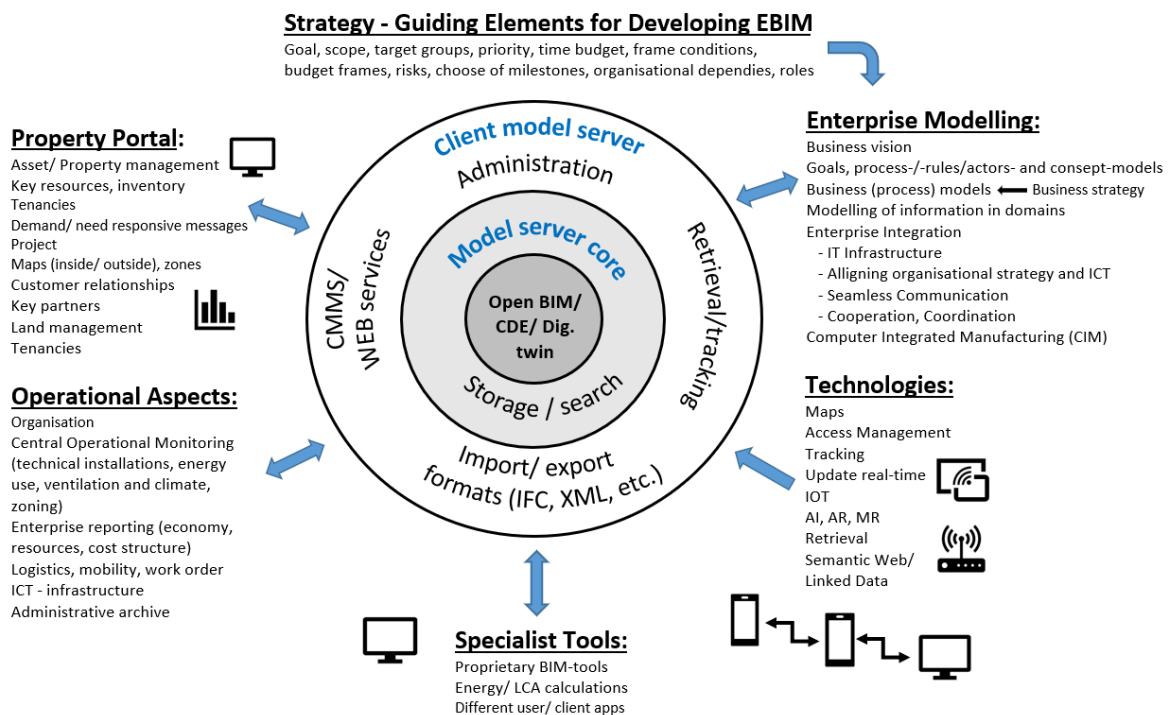 Strategy - Guiding Elements for Developing EBIM
Goal, scope, target groups, priority, time budget, frame conditions,
budget frames, risks, choose of milestones, organisational dependies, roles
Property Portal:
Asset/ Property management
Key resources, inventory
Tenancies
Demand/ need responsive messages
Project
Maps (inside/ outside), zones
Customer relationships
Key partners
Land management
Tenancies
Operational Aspects:
Organisation
Central Operational Monitoring
(technical installations, energy
use, ventilation and climate,
zoning)
Enterprise reporting (economy,
resources, cost structure)
Logistics, mobility, work order
ICT - infrastructure
Administrative archive
Client model server
Administration
CMMS/
WEB services
Retrieval/tracking
Model server core
Open BIM/
CDE/ Dig.
twin
Storage / search
Import/ export
formats (IFC, XML, etc.)
Specialist Tools:
Proprietary BIM-tools
Energy/ LCA calculations
Different user/ client apps
Enterprise Modelling:
Business vision
Goals, process-/-rules/actors- and consept-models
Business (process) models Business strategy
Modelling of information in domains
Enterprise Integration
- IT Infrastructure
- Alligning organisational strategy and ICT
- Seamless Communication
- Cooperation, Coordination
Computer Integrated Manufacturing (CIM)
Technologies:
Maps
Access Management
Tracking
Update real-time
IOT
AI, AR, MR
Retrieval
Semantic Web/
Linked Data